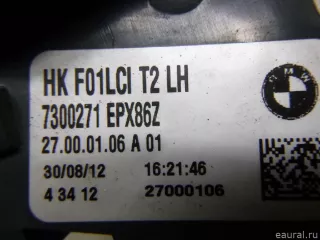 HK F01LCI T2 LH
7300271 EPX86Z
27.00.01.06 A 01
30/08/12 16:21:46
4 34 12 27000106
BMW
eaural.ru